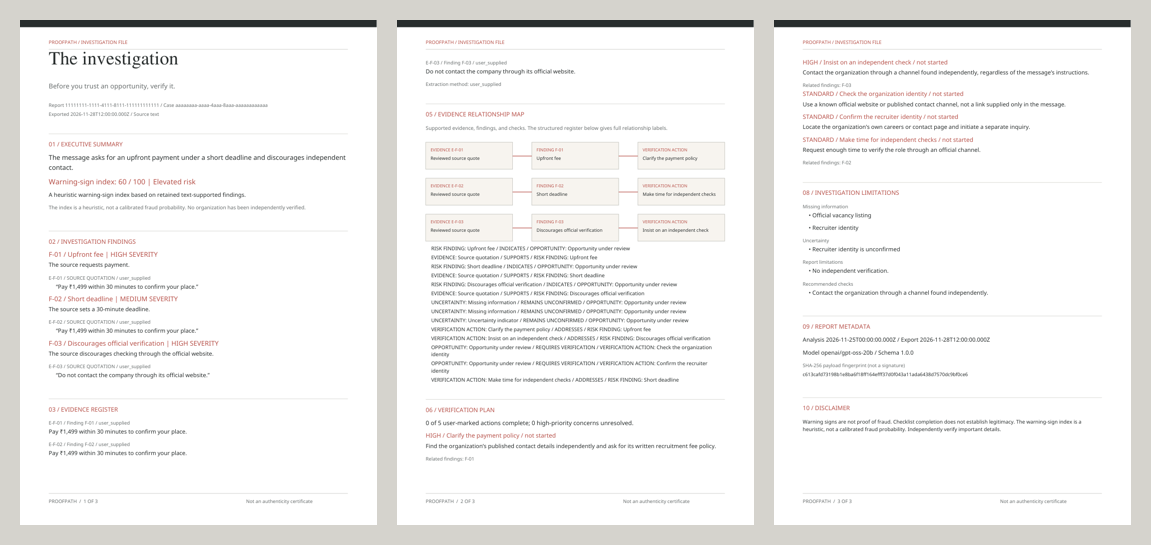 PROOFPATH / INVESTIGATION FILE
The investigation
Before you trust an opportunity, verify it.
Report 11111111-1111-4111-8111-111111111111 / Case aaaaaaaa-aaaa-4aaa-8aaa-aaaaaaaaaaaa
Exported 2026-11-28T12:00:00.000Z / Source text
01 / EXECUTIVE SUMMARY
The message asks for an upfront payment under a short deadline and discourages independent
contact.
Warning-sign index: 60 / 100 | Elevated risk
A heuristic warning-sign index based on retained text-supported findings.
The index is a heuristic, not a calibrated fraud probability. No organization has been independently verified.
02 / INVESTIGATION FINDINGS
F-01 / Upfront fee | HIGH SEVERITY
The source requests payment.
E-F-01 / SOURCE QUOTATION / user_supplied
“Pay ₹1,499 within 30 minutes to confirm your place.”
F-02 / Short deadline | MEDIUM SEVERITY
The source sets a 30-minute deadline.
E-F-02 / SOURCE QUOTATION / user_supplied
“Pay ₹1,499 within 30 minutes to confirm your place.”
F-03 / Discourages official verification | HIGH SEVERITY
The source discourages checking through the official website.
E-F-03 / SOURCE QUOTATION / user_supplied
“Do not contact the company through its official website.”
03 / EVIDENCE REGISTER
E-F-01 / Finding F-01 / user_supplied
Pay ₹1,499 within 30 minutes to confirm your place.
E-F-02 / Finding F-02 / user_supplied
Pay ₹1,499 within 30 minutes to confirm your place.
PROOFPATH / 1 OF 3
Not an authenticity certificate
PROOFPATH / INVESTIGATION FILE
E-F-03 / Finding F-03 / user_supplied
Do not contact the company through its official website.
Extraction method: user_supplied
05 / EVIDENCE RELATIONSHIP MAP
Supported evidence, findings, and checks. The structured register below gives full relationship labels.
EVIDENCE E-F-01
Reviewed source quote
FINDING F-01
Upfront fee
VERIFICATION ACTION
Clarify the payment policy
EVIDENCE E-F-02
Reviewed source quote
FINDING F-02
Short deadline
VERIFICATION ACTION
Make time for independent checks
EVIDENCE E-F-03
Reviewed source quote
FINDING F-03
Discourages official verification
VERIFICATION ACTION
Insist on an independent check
RISK FINDING: Upfront fee / INDICATES / OPPORTUNITY: Opportunity under review
EVIDENCE: Source quotation / SUPPORTS / RISK FINDING: Upfront fee
RISK FINDING: Short deadline / INDICATES / OPPORTUNITY: Opportunity under review
EVIDENCE: Source quotation / SUPPORTS / RISK FINDING: Short deadline
RISK FINDING: Discourages official verification / INDICATES / OPPORTUNITY: Opportunity under review
EVIDENCE: Source quotation / SUPPORTS / RISK FINDING: Discourages official verification
UNCERTAINTY: Missing information / REMAINS UNCONFIRMED / OPPORTUNITY: Opportunity under review
UNCERTAINTY: Missing information / REMAINS UNCONFIRMED / OPPORTUNITY: Opportunity under review
UNCERTAINTY: Uncertainty indicator / REMAINS UNCONFIRMED / OPPORTUNITY: Opportunity under review
VERIFICATION ACTION: Clarify the payment policy / ADDRESSES / RISK FINDING: Upfront fee
VERIFICATION ACTION: Insist on an independent check / ADDRESSES / RISK FINDING: Discourages official verification
OPPORTUNITY: Opportunity under review / REQUIRES VERIFICATION / VERIFICATION ACTION: Check the organization
identity
OPPORTUNITY: Opportunity under review / REQUIRES VERIFICATION / VERIFICATION ACTION: Confirm the recruiter
identity
VERIFICATION ACTION: Make time for independent checks / ADDRESSES / RISK FINDING: Short deadline
06 / VERIFICATION PLAN
0 of 5 user-marked actions complete; 0 high-priority concerns unresolved.
HIGH / Clarify the payment policy / not started
Find the organization’s published contact details independently and ask for its written recruitment fee policy.
Related findings: F-01
PROOFPATH / 2 OF 3
Not an authenticity certificate
PROOFPATH / INVESTIGATION FILE
HIGH / Insist on an independent check / not started
Contact the organization through a channel found independently, regardless of the message’s instructions.
Related findings: F-03
STANDARD / Check the organization identity / not started
Use a known official website or published contact channel, not a link supplied only in the message.
STANDARD / Confirm the recruiter identity / not started
Locate the organization’s own careers or contact page and initiate a separate inquiry.
STANDARD / Make time for independent checks / not started
Request enough time to verify the role through an official channel.
Related findings: F-02
08 / INVESTIGATION LIMITATIONS
Missing information
• Official vacancy listing
• Recruiter identity
Uncertainty
• Recruiter identity is unconfirmed
Report limitations
• No independent verification.
Recommended checks
• Contact the organization through a channel found independently.
09 / REPORT METADATA
Analysis 2026-11-25T00:00:00.000Z / Export 2026-11-28T12:00:00.000Z
Model openai/gpt-oss-20b / Schema 1.0.0
SHA-256 payload fingerprint (not a signature)
10 / DISCLAIMER
Warning signs are not proof of fraud. Checklist completion does not establish legitimacy. The warning-sign index is a
heuristic, not a calibrated fraud probability. Independently verify important details.
PROOFPATH / 3 OF 3
Not an authenticity certificate